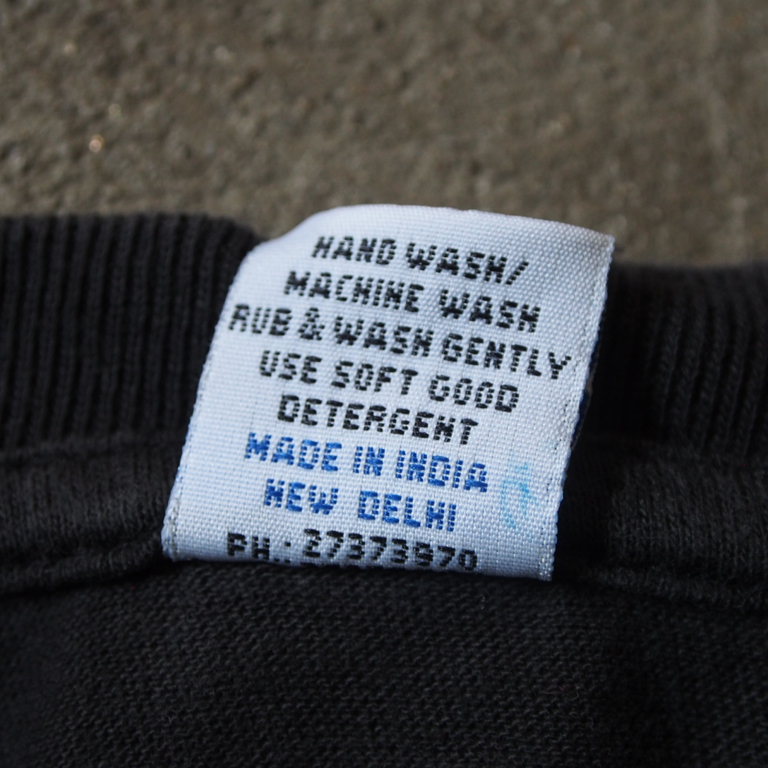 HAND WASH/
MACHINE WASH
RUB & WASH GENTLY
USE SOFT GOOD
DETERGENT
MADE IN INDIA
NEW DELHI
PH.: 27373970